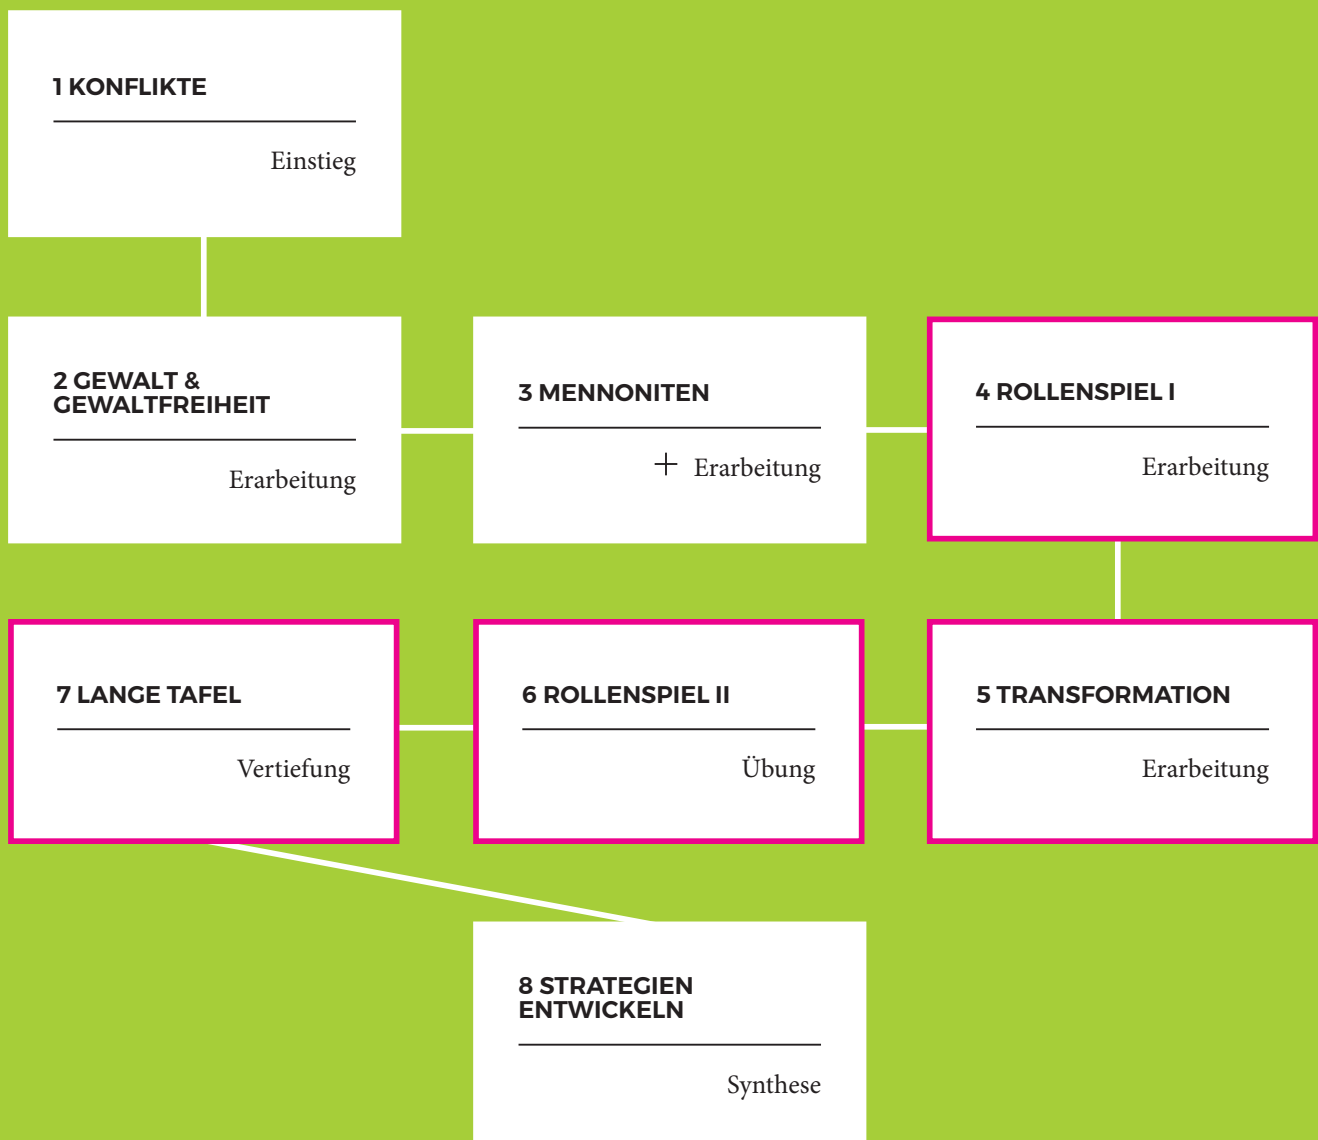 1 KONFLIKTE
Einstieg
2 GEWALT &
GEWALTFREIHEIT
Erarbeitung
3 MENNONITEN
+ Erarbeitung
4 ROLLENSPIEL I
Erarbeitung
5 TRANSFORMATION
Erarbeitung
6 ROLLENSPIEL II
Übung
7 LANGE TAFEL
Vertiefung
8 STRATEGIEN
ENTWICKELN
Synthese